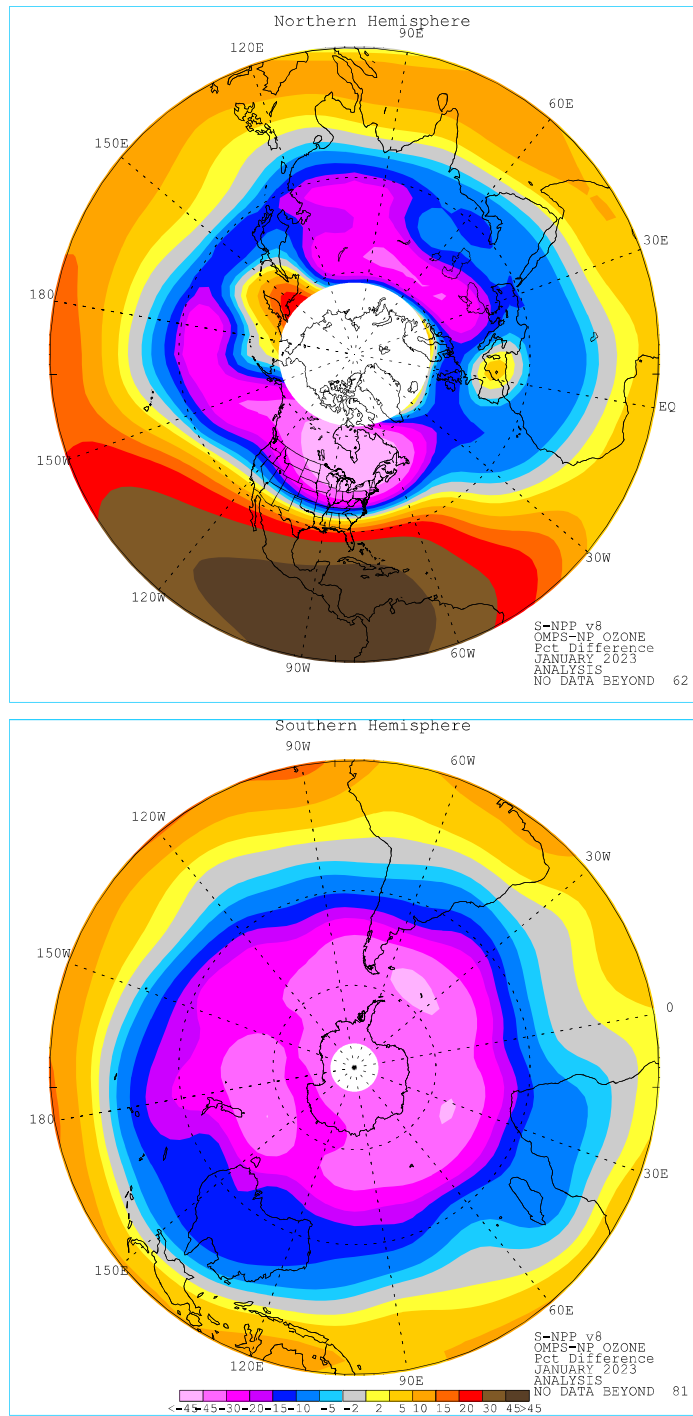 Northern Hemisphere
90E
120E
60E
150E
30E
180
EQ
150W
30W
120W
60W
90W
S-NPP v8
OMPS-NP OZONE
Pct Difference
JANUARY 2023
ANALYSIS
NO DATA BEYOND 62
Southern Hemisphere
90W
60W
120W
30W
150W
0
180
30E
150E
60E
120E
90E
S-NPP v8
OMPS-NP OZONE
Pct Difference
JANUARY 2023
ANALYSIS
NO DATA BEYOND 81
<-45-45-30-20-15-10 -5 -2 2 5 10 15 20 30 45>45